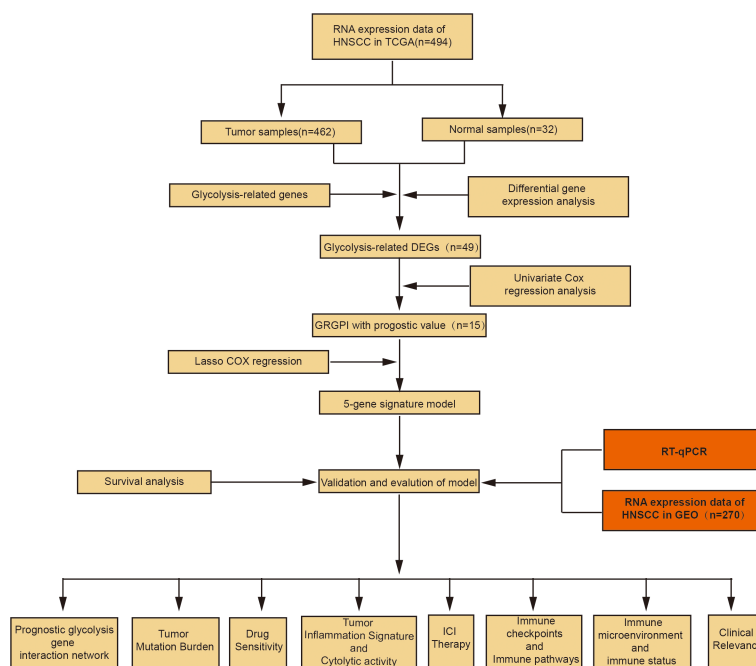 RNA expression data of
HNSCC in TCGA(n=494)
Tumor samples(n=462)
Normal samples(n=32)
Glycolysis-related genes
Differential gene
expression analysis
Glycolysis-related DEGs（n=49）
Univariate Cox
regression analysis
GRGPI with progostic value（n=15）
Lasso COX regression
5-gene signature model
RT-qPCR
Survival analysis
Validation and evalution of model
RNA expression data of
HNSCC in GEO（n=270）
Prognostic glycolysis
gene
interaction network
Tumor
Mutation Burden
Drug
Sensitivity
Tumor
Inflammation Signature
and
Cytolytic activity
ICI
Therapy
Immune
checkpoints
and
Immune pathways
Immune
microenvironment
and
immune status
Clinical
Relevant